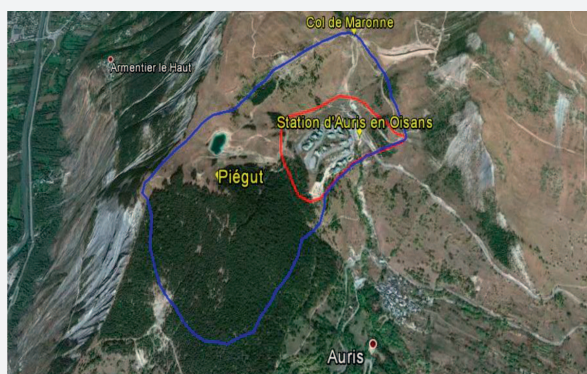 Col de Maronne
Armentier le Haut
Station d'Auris en Oisans
Piégut
Auris